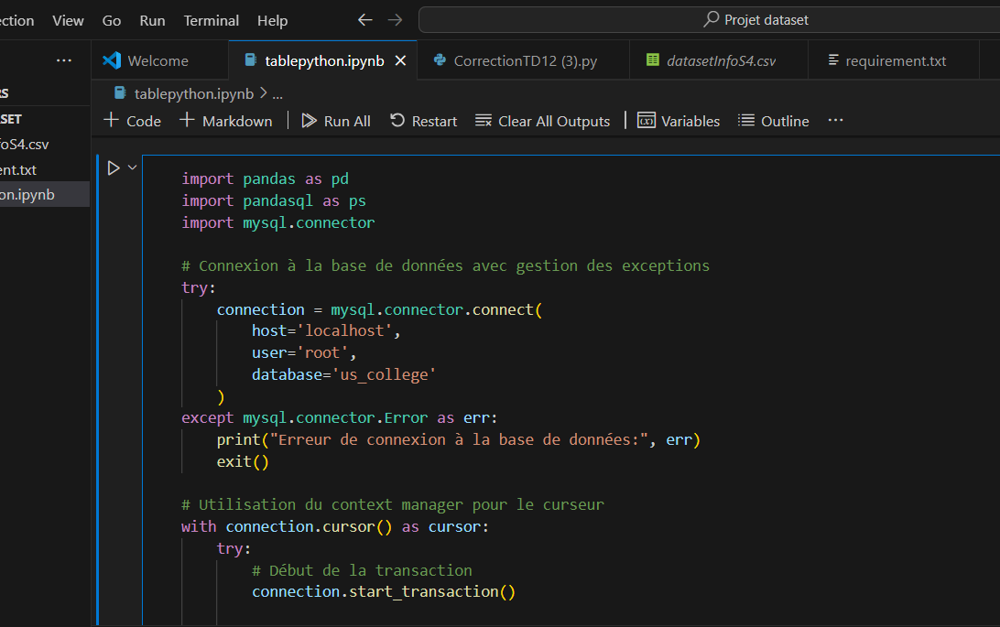 ection View Go Run Terminal Help ← → Projet dataset
... Welcome tablepython.ipynb × CorrectionTD12 (3).py datasetInfoS4.csv requirement.txt
RS
tablepython.ipynb > ...
SET
+ Code + Markdown | Run All Restart Clear All Outputs | Variables Outline ...
foS4.csv
ent.txt
on.ipynb
import pandas as pd
import pandasql as ps
import mysql.connector
# Connexion à la base de données avec gestion des exceptions
try:
    connection = mysql.connector.connect(
        host='localhost',
        user='root',
        database='us_college'
    )
except mysql.connector.Error as err:
    print("Erreur de connexion à la base de données:", err)
    exit()
# Utilisation du context manager pour le curseur
with connection.cursor() as cursor:
    try:
        # Début de la transaction
        connection.start_transaction()